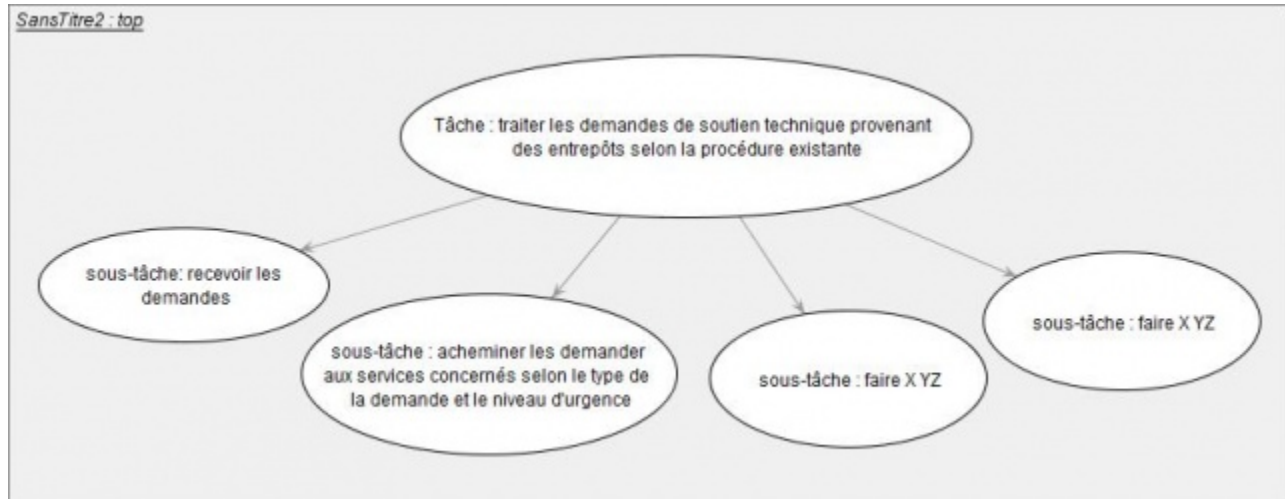 SansTitre2 : top
Tâche : traiter les demandes de soutien technique provenant
des entrepôts selon la procédure existante
sous-tâche: recevoir les
demandes
sous-tâche : acheminer les demander
aux services concernés selon le type de
la demande et le niveau d'urgence
sous-tâche : faire X YZ
sous-tâche : faire X YZ